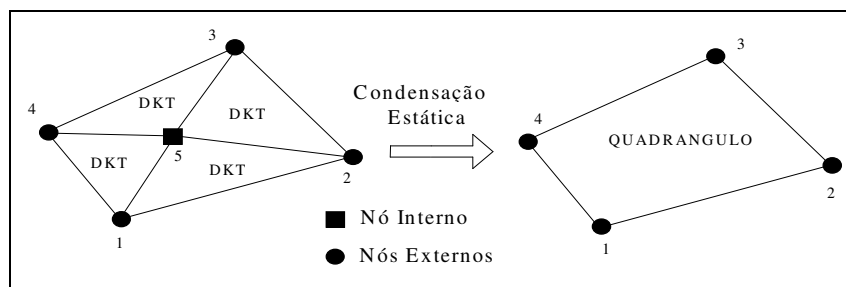 3
DKT
DKT
4
DKT
5
DKT
2
1
Condensação
Estática
Nó Interno
Nós Externos
3
4
QUADRANGULO
2
1